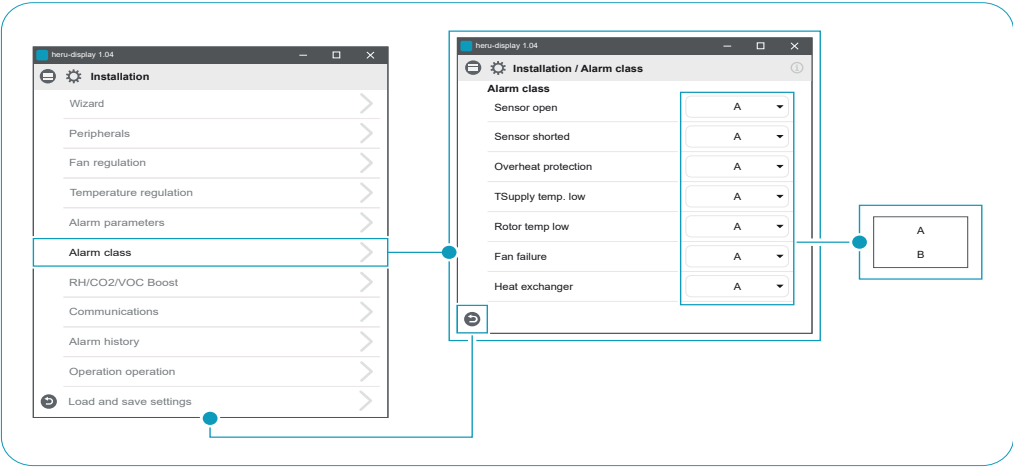 heru-display 1.04
Installation
Wizard
Peripherals
Fan regulation
Temperature regulation
Alarm parameters
Alarm class
RH/CO2/VOC Boost
Communications
Alarm history
Operation operation
Load and save settings
heru-display 1.04
Installation / Alarm class
Alarm class
Sensor open A
Sensor shorted A
Overheat protection A
TSupply temp. low A
Rotor temp low A
Fan failure A
Heat exchanger A
A
B